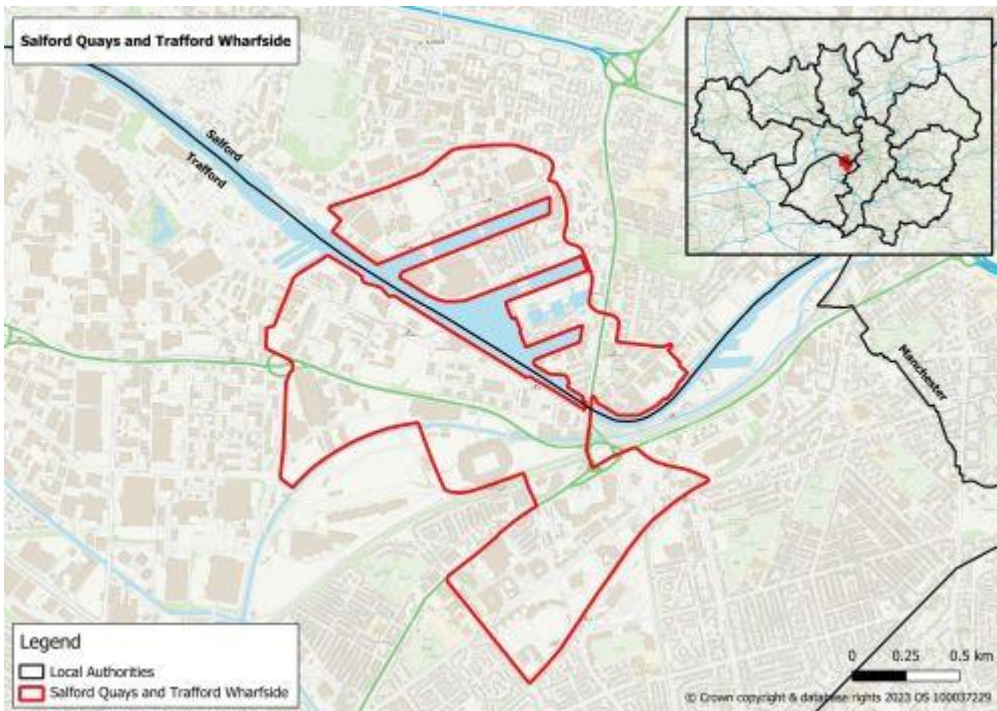 Salford Quays and Trafford Wharfside
Salford
Trafford
Manchester
Legend
Local Authorities
Salford Quays and Trafford Wharfside
0 0.25 0.5 km
© Crown copyright & database rights 2023 OS 100037229